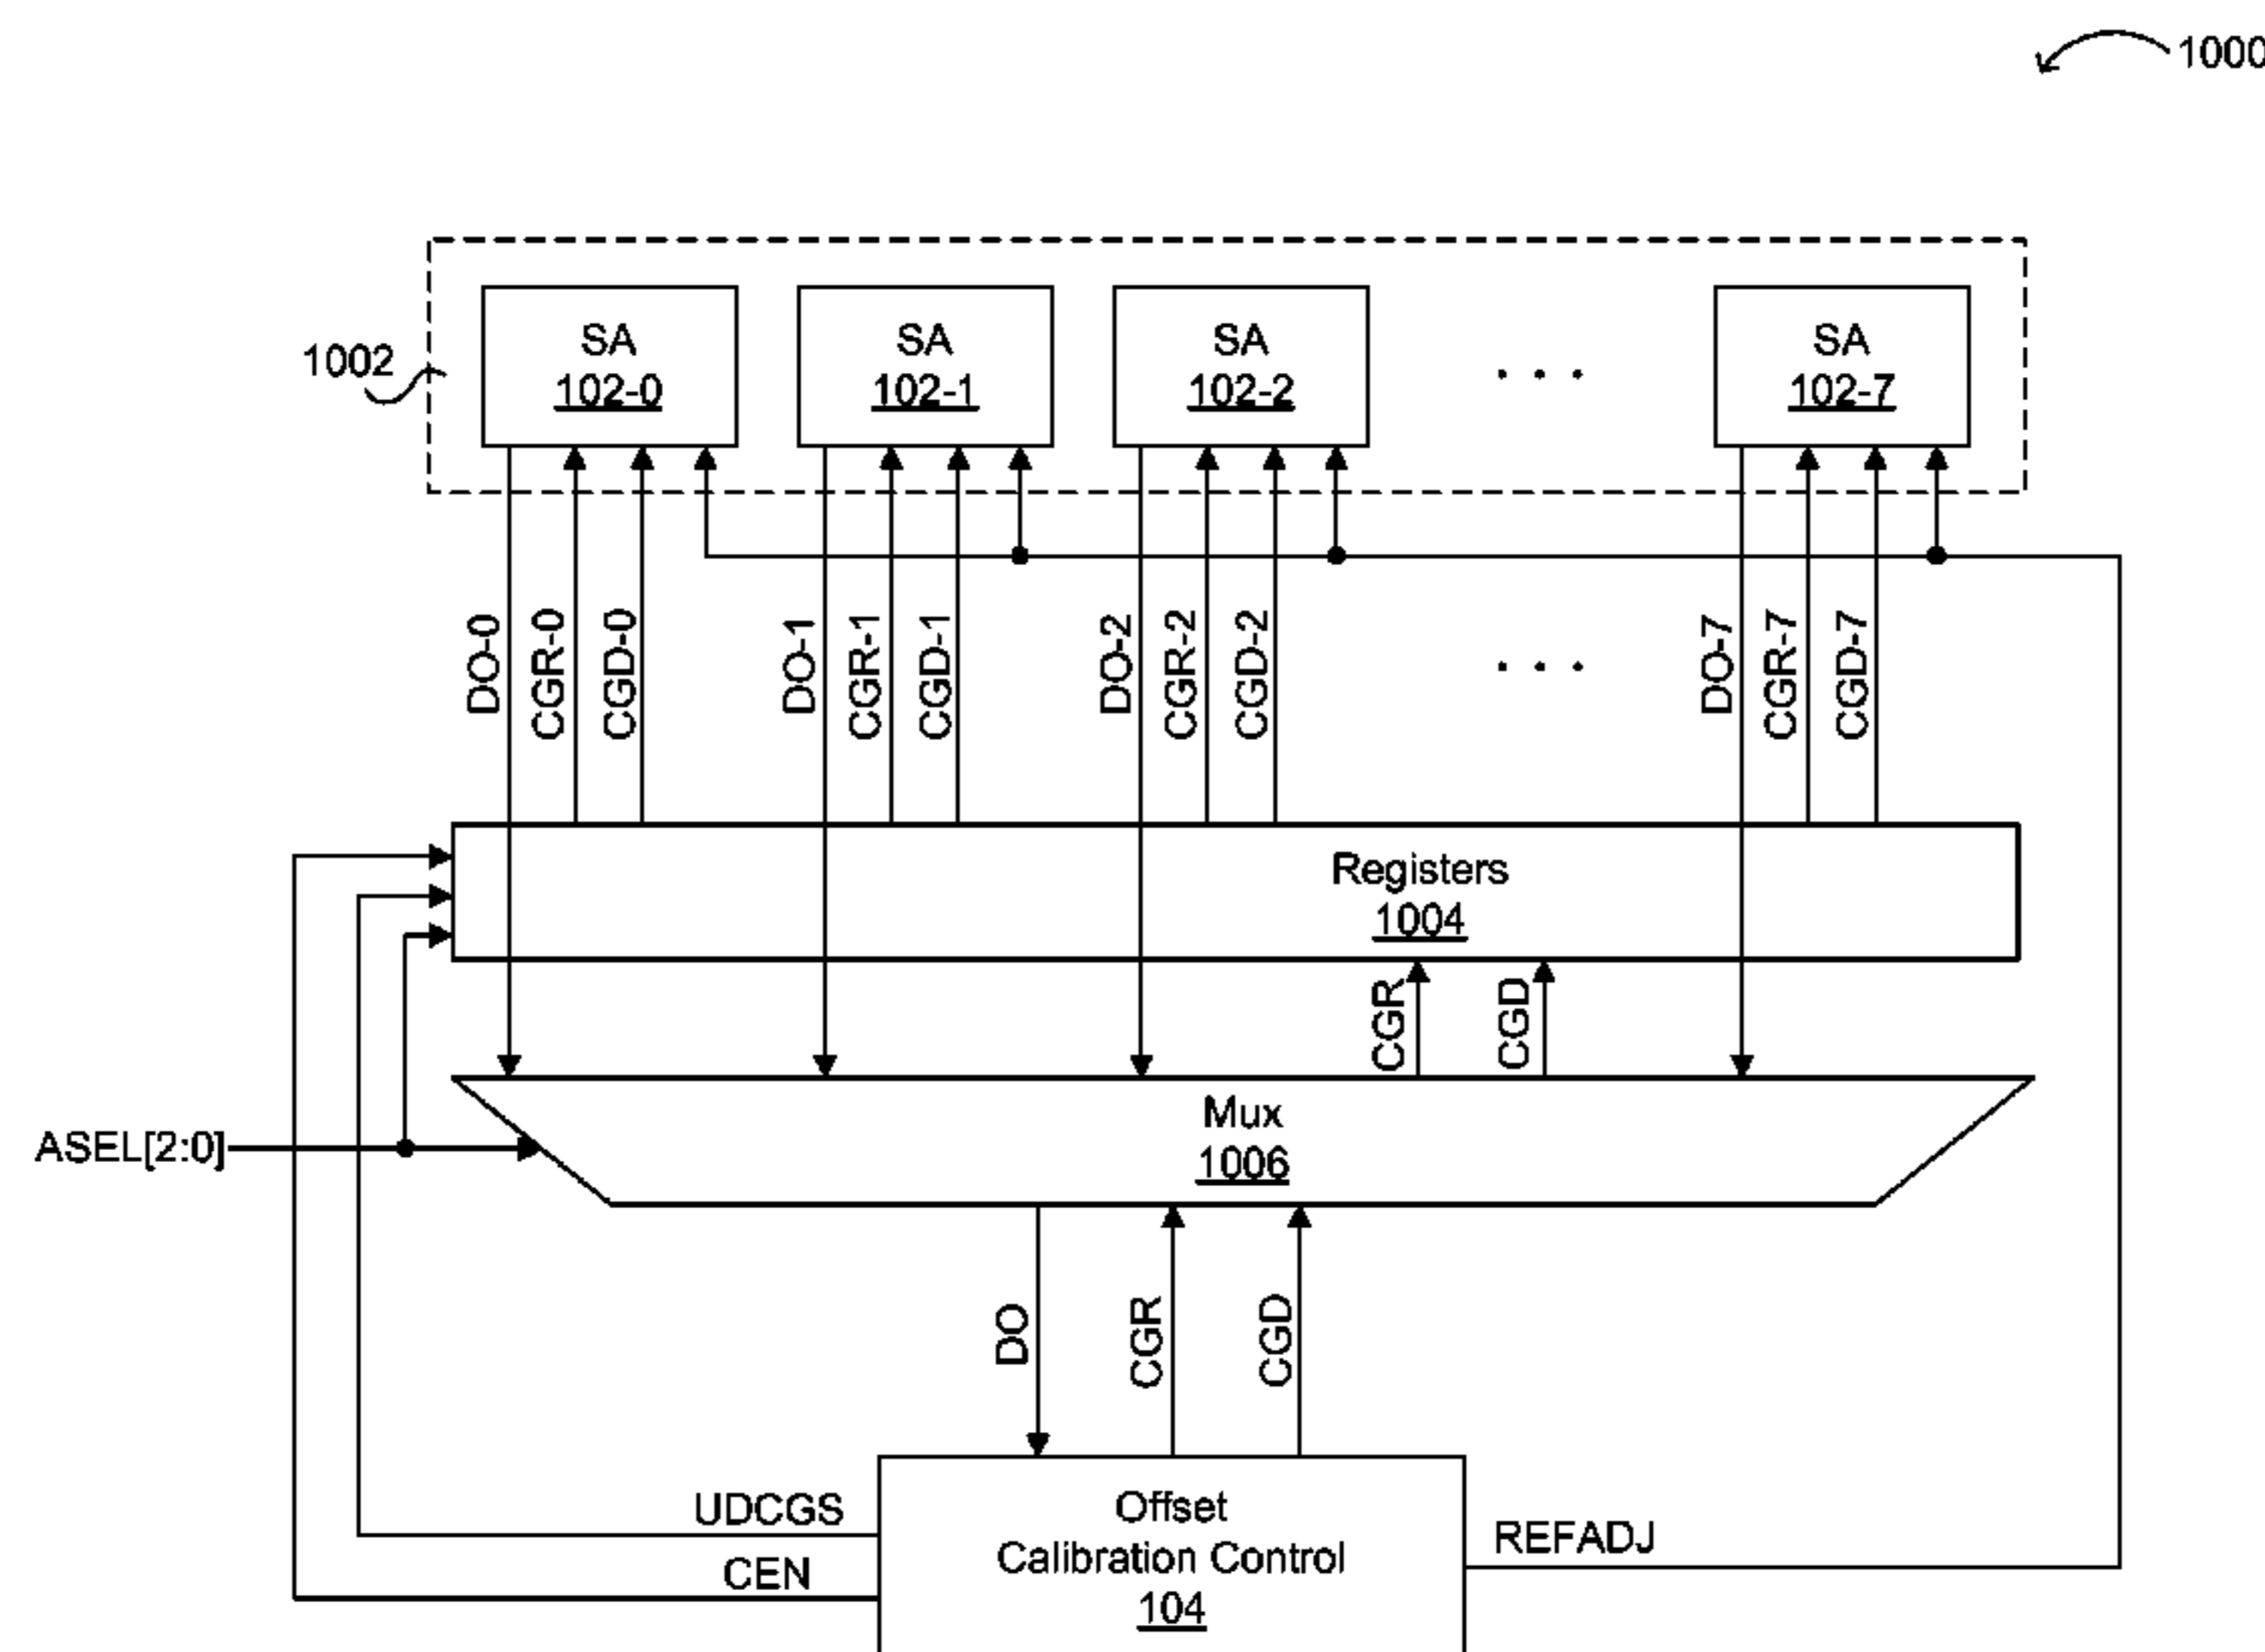 1000
1002
SA
102-0
SA
102-1
SA
102-2
. . .
SA
102-7
DO-0
CGR-0
CGD-0
DO-1
CGR-1
CGD-1
DO-2
CGR-2
CGD-2
. . .
DO-7
CGR-7
CGD-7
Registers
1004
CGR
CGD
ASEL[2:0]
Mux
1006
DO
CGR
CGD
UDCGS
CEN
Offset
Calibration Control
104
REFADJ